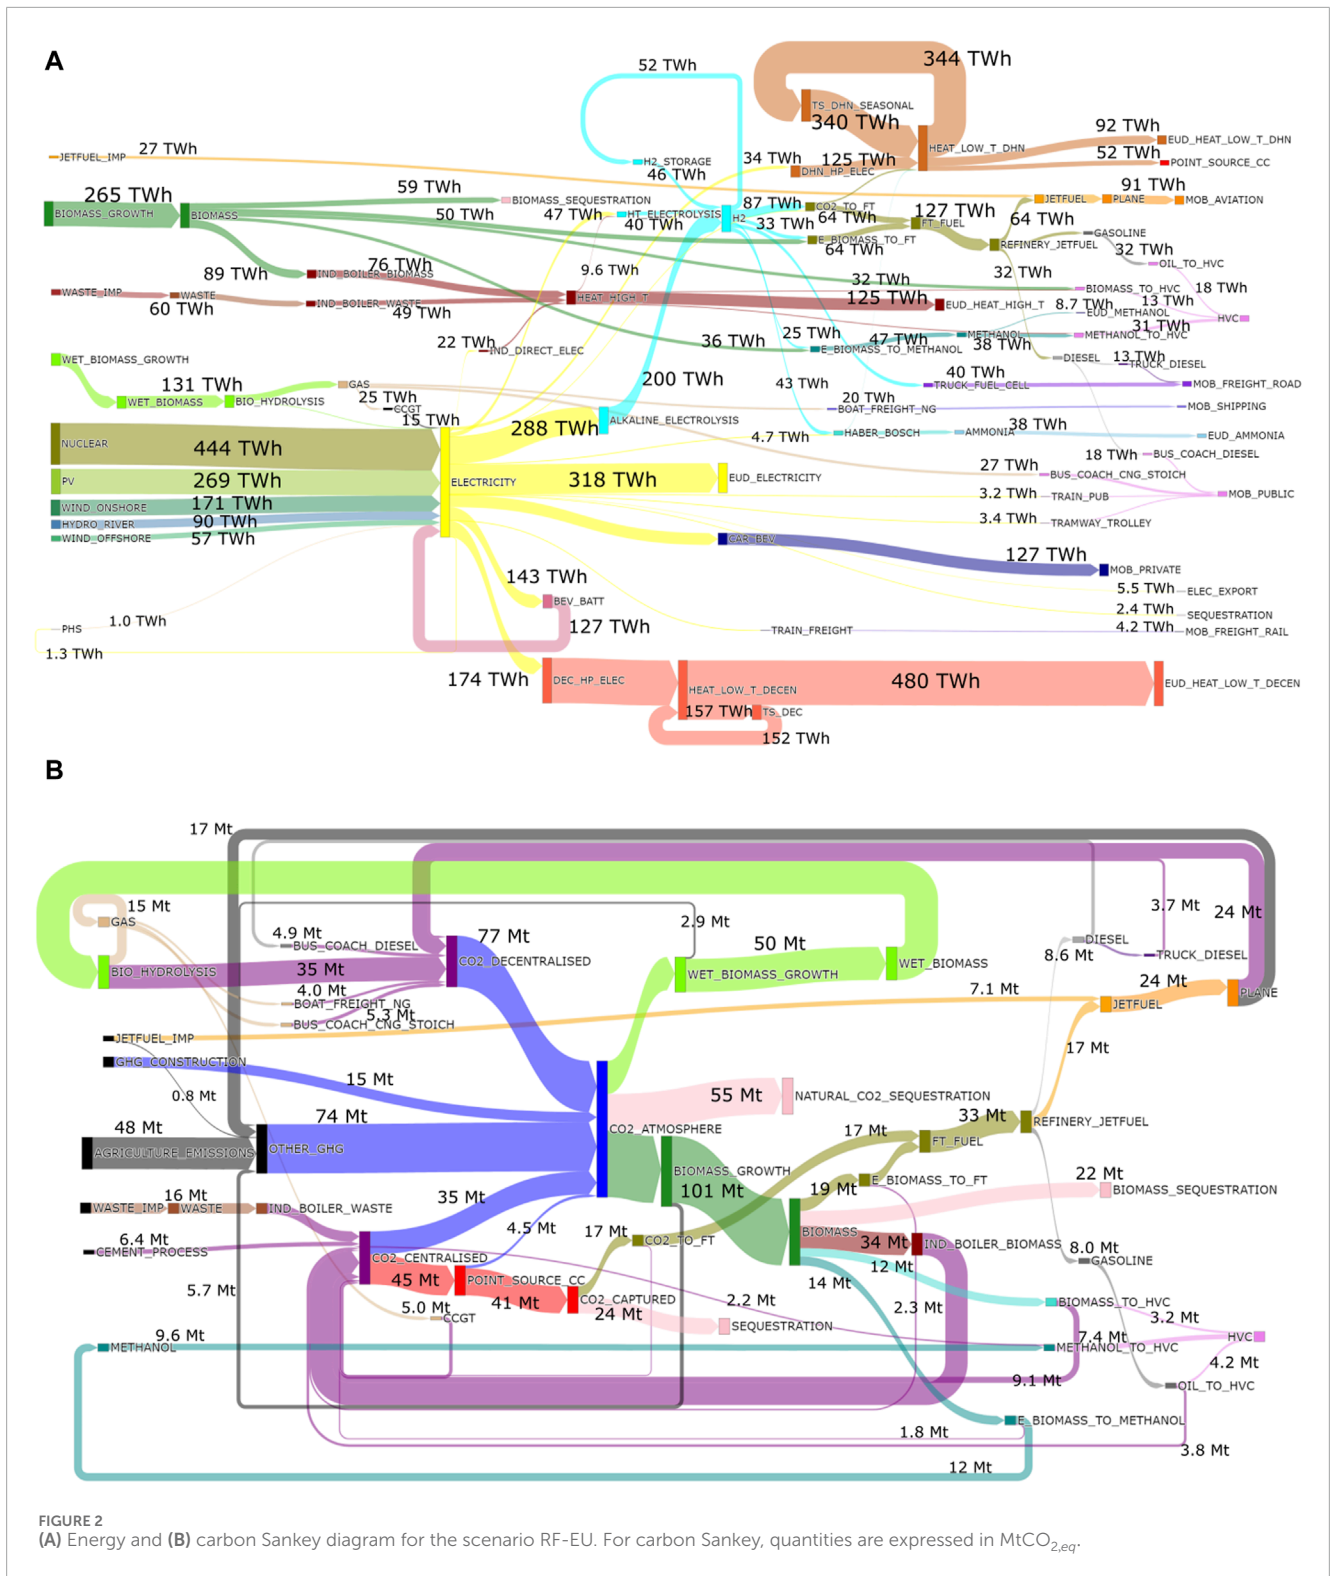 A
344 TWh
52 TWh
TS_DHN_SEASONAL
340 TWh
92 TWh
EUD_HEAT_LOW_T_DHN
27 TWh
JETFUEL_IMP
HEAT_LOW_T_DHN
H2_STORAGE
34 TWh
125 TWh
52 TWh
POINT_SOURCE_CC
46 TWh
DHN_HP_ELEC
265 TWh
59 TWh
BIOMASS_SEQUESTRATION
87 TWh
CO2_TO_FT
91 TWh
JETFUEL
PLANE
MOB_AVIATION
BIOMASS_GROWTH
BIOMASS
50 TWh
47 TWh
HT_ELECTROLYSIS
H2
64 TWh
127 TWh
64 TWh
40 TWh
33 TWh
FT_FUEL
GASOLINE
E_BIOMASS_TO_FT
64 TWh
REFINERY_JETFUEL
32 TWh
OIL_TO_HVC
89 TWh
76 TWh
IND_BOILER_BIOMASS
9.6 TWh
32 TWh
32 TWh
BIOMASS_TO_HVC
18 TWh
WASTE_IMP
WASTE
60 TWh
IND_BOILER_WASTE
49 TWh
HEAT_HIGH_T
125 TWh
EUD_HEAT_HIGH_T
8.7 TWh
13 TWh
EUD_METHANOL
HVC
31 TWh
22 TWh
IND_DIRECT_ELEC
36 TWh
25 TWh
47 TWh
METHANOL
38 TWh
METHANOL_TO_HVC
E_BIOMASS_TO_METHANOL
WET_BIOMASS_GROWTH
DIESEL
13 TWh
TRUCK_DIESEL
131 TWh
GAS
200 TWh
43 TWh
40 TWh
TRUCK_FUEL_CELL
MOB_FREIGHT_ROAD
WET_BIOMASS
BIO_HYDROLYSIS
25 TWh
CCGT
20 TWh
BOAT_FREIGHT_NG
MOB_SHIPPING
15 TWh
ALKALINE_ELECTROLYSIS
NUCLEAR
444 TWh
288 TWh
4.7 TWh
HABER_BOSCH
AMMONIA
38 TWh
EUD_AMMONIA
18 TWh
BUS_COACH_DIESEL
PV
269 TWh
ELECTRICITY
318 TWh
EUD_ELECTRICITY
27 TWh
BUS_COACH_CNG_STOICH
3.2 TWh
TRAIN_PUB
MOB_PUBLIC
WIND_ONSHORE
171 TWh
HYDRO_RIVER
90 TWh
3.4 TWh
TRAMWAY_TROLLEY
WIND_OFFSHORE
57 TWh
CAR_BEV
127 TWh
MOB_PRIVATE
143 TWh
5.5 TWh
ELEC_EXPORT
BEV_BATT
2.4 TWh
SEQUESTRATION
PHS
1.0 TWh
127 TWh
TRAIN_FREIGHT
4.2 TWh
MOB_FREIGHT_RAIL
1.3 TWh
174 TWh
DEC_HP_ELEC
HEAT_LOW_T_DECEN
480 TWh
EUD_HEAT_LOW_T_DECEN
157 TWh
TS_DEC
152 TWh
B
17 Mt
15 Mt
GAS
2.9 Mt
3.7 Mt
24 Mt
4.9 Mt
BUS_COACH_DIESEL
77 Mt
50 Mt
DIESEL
8.6 Mt
TRUCK_DIESEL
CO2_DECENTRALISED
WET_BIOMASS
BIO_HYDROLYSIS
35 Mt
WET_BIOMASS_GROWTH
4.0 Mt
BOAT_FREIGHT_NG
7.1 Mt
24 Mt
PLANE
JETFUEL
5.3 Mt
BUS_COACH_CNG_STOICH
JETFUEL_IMP
17 Mt
GHG_CONSTRUCTION
15 Mt
0.8 Mt
55 Mt
NATURAL_CO2_SEQUESTRATION
48 Mt
74 Mt
CO2_ATMOSPHERE
17 Mt
33 Mt
REFINERY_JETFUEL
AGRICULTURE_EMISSIONS
OTHER_GHG
FT_FUEL
BIOMASS_GROWTH
101 Mt
19 Mt
E_BIOMASS_TO_FT
22 Mt
BIOMASS_SEQUESTRATION
16 Mt
WASTE_IMP
WASTE
IND_BOILER_WASTE
35 Mt
4.5 Mt
17 Mt
CO2_TO_FT
BIOMASS
34 Mt
IND_BOILER_BIOMASS
6.4 Mt
CEMENT_PROCESS
CO2_CENTRALISED
8.0 Mt
GASOLINE
12 Mt
5.7 Mt
45 Mt
POINT_SOURCE_CC
14 Mt
41 Mt
CO2_CAPTURED
2.2 Mt
2.3 Mt
BIOMASS_TO_HVC
3.2 Mt
5.0 Mt
CCGT
24 Mt
SEQUESTRATION
9.6 Mt
METHANOL
7.4 Mt
METHANOL_TO_HVC
HVC
4.2 Mt
9.1 Mt
OIL_TO_HVC
E_BIOMASS_TO_METHANOL
1.8 Mt
3.8 Mt
12 Mt
FIGURE 2
(A) Energy and (B) carbon Sankey diagram for the scenario RF-EU. For carbon Sankey, quantities are expressed in MtCO2,eq.